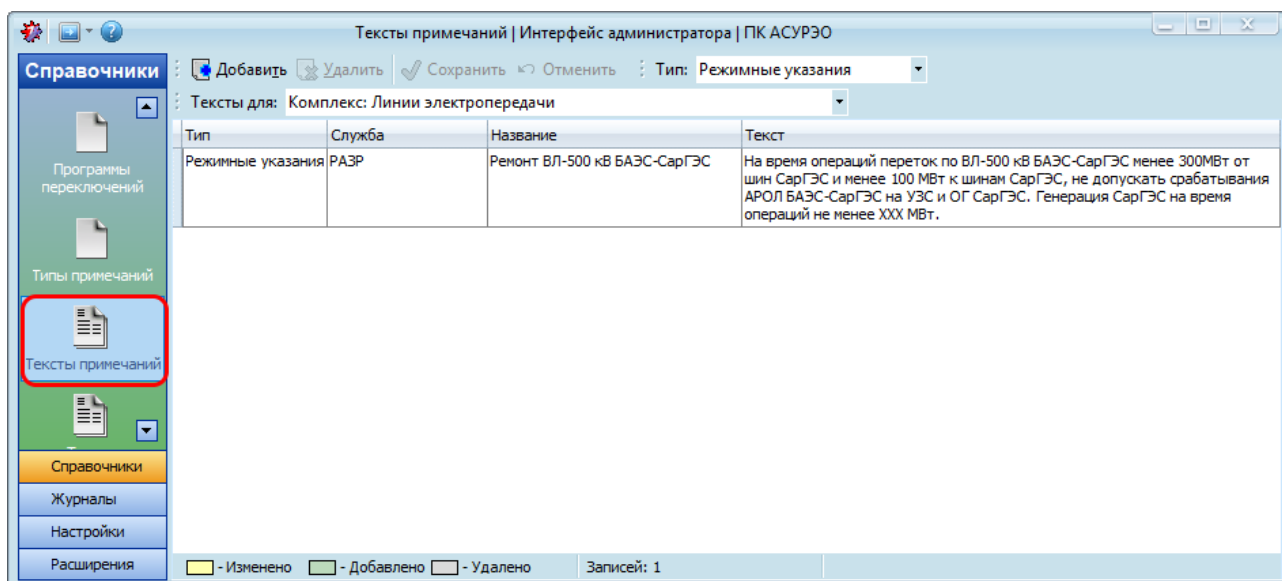 Тексты примечаний | Интерфейс администратора | ПК АСУРЭО
Справочники
Добавить Удалить Сохранить Отменить Тип: Режимные указания
Тексты для: Комплекс: Линии электропередачи
Тип Служба Название Текст
Режимные указания РАЗР Ремонт ВЛ-500 кВ БАЭС-СарГЭС На время операций переток по ВЛ-500 кВ БАЭС-СарГЭС менее 300МВт от
шин СарГЭС и менее 100 МВт к шинам СарГЭС, не допускать срабатывания
АРОЛ БАЭС-СарГЭС на УЗС и ОГ СарГЭС. Генерация СарГЭС на время
операций не менее XXX МВт.
Программы
переключений
Типы примечаний
Тексты примечаний
Справочники
Журналы
Настройки
Расширения
- Изменено - Добавлено - Удалено Записей: 1